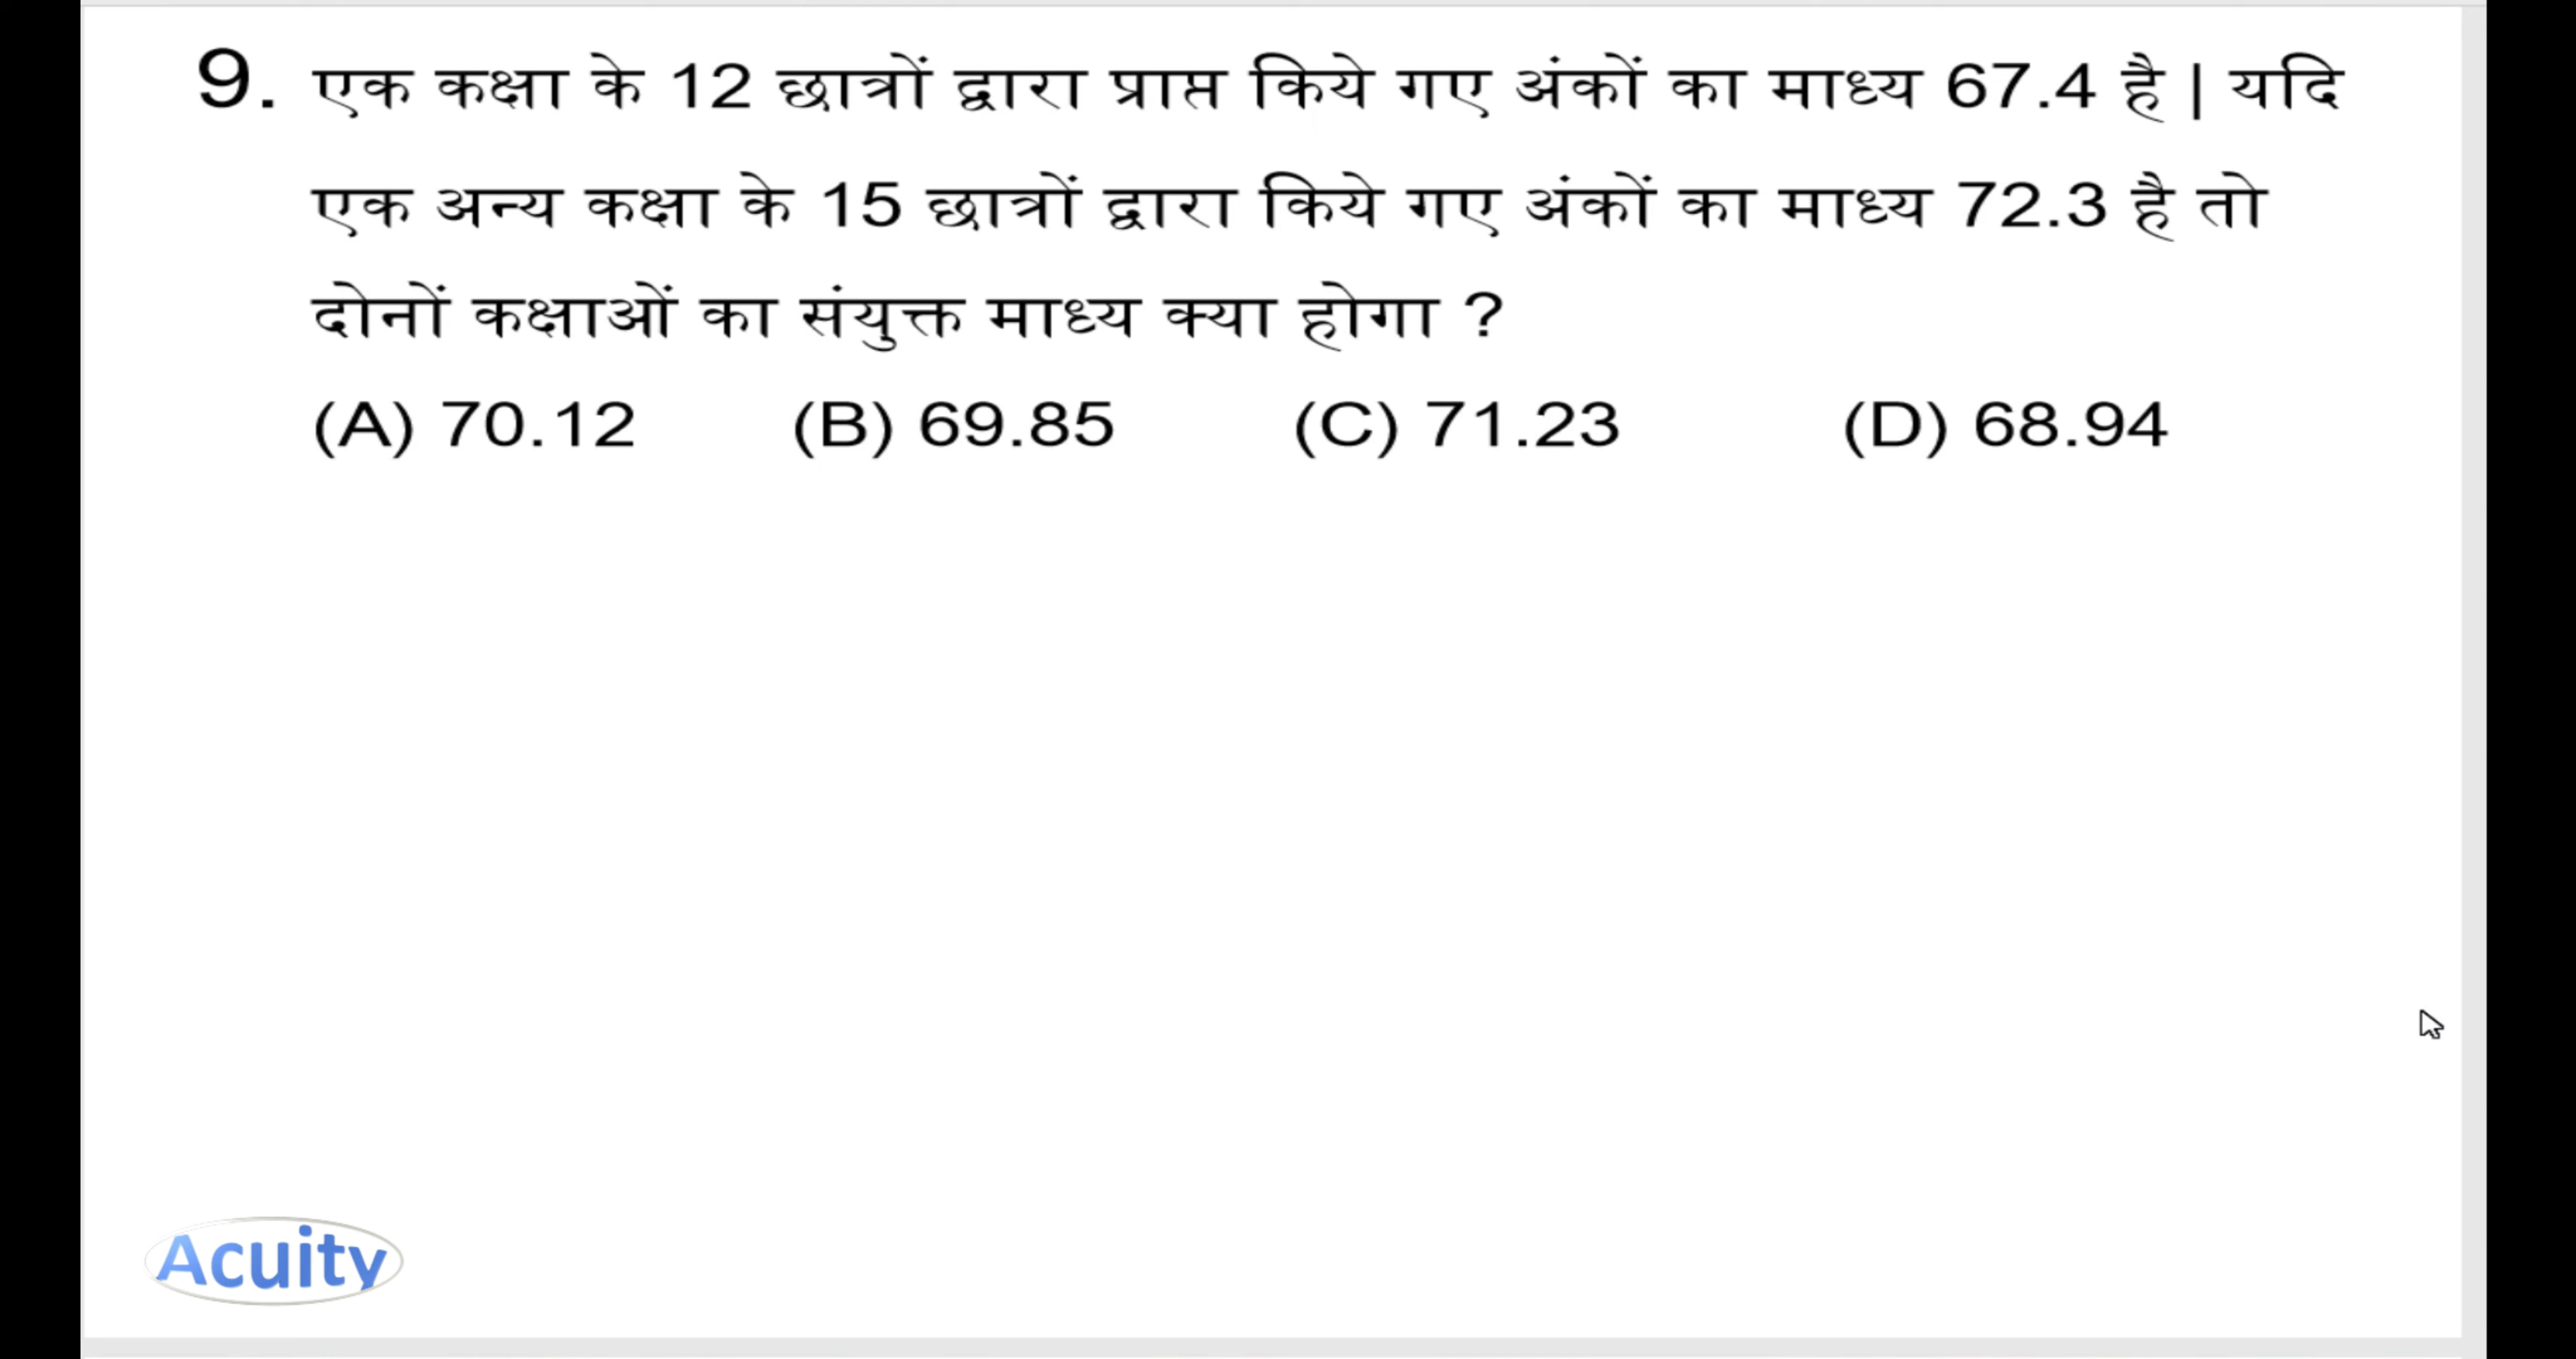 9. एक कक्षा के 12 छात्रों द्वारा प्राप्त किये गए अंकों का माध्य 67.4 है | यदि
एक अन्य कक्षा के 15 छात्रों द्वारा किये गए अंकों का माध्य 72.3 है तो
दोनों कक्षाओं का संयुक्त माध्य क्या होगा ?
(A) 70.12 (B) 69.85 (C) 71.23 (D) 68.94
Acuity